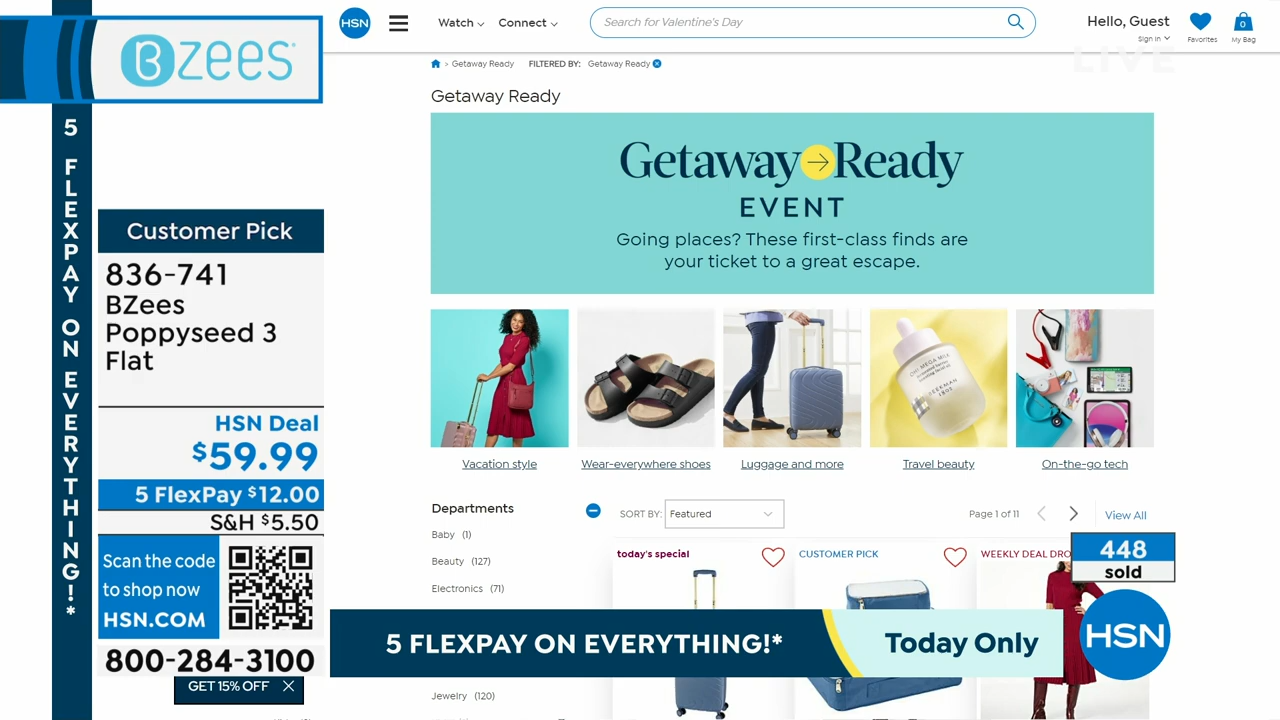 Bzees
5 FLEXPAY ON EVERYTHING!*
Customer Pick
836-741
BZees
Poppyseed 3
Flat
HSN Deal
$59.99
5 FlexPay $12.00
S&H $5.50
Scan the code
to shop now
HSN.COM
800-284-3100
GET 15% OFF
HSN
Watch
Connect
Search for Valentine's Day
Hello, Guest
Sign in
Favorites
0
My Bag
LIVE
> Getaway Ready FILTERED BY: Getaway Ready
Getaway Ready
Getaway Ready
EVENT
Going places? These first-class finds are
your ticket to a great escape.
Vacation style
Wear-everywhere shoes
Luggage and more
Travel beauty
On-the-go tech
Departments
Baby (1)
Beauty (127)
Electronics (71)
Jewelry (120)
SORT BY: Featured
Page 1 of 11
View All
today's special
CUSTOMER PICK
WEEKLY DEAL DRO
448
sold
5 FLEXPAY ON EVERYTHING!*
Today Only
HSN